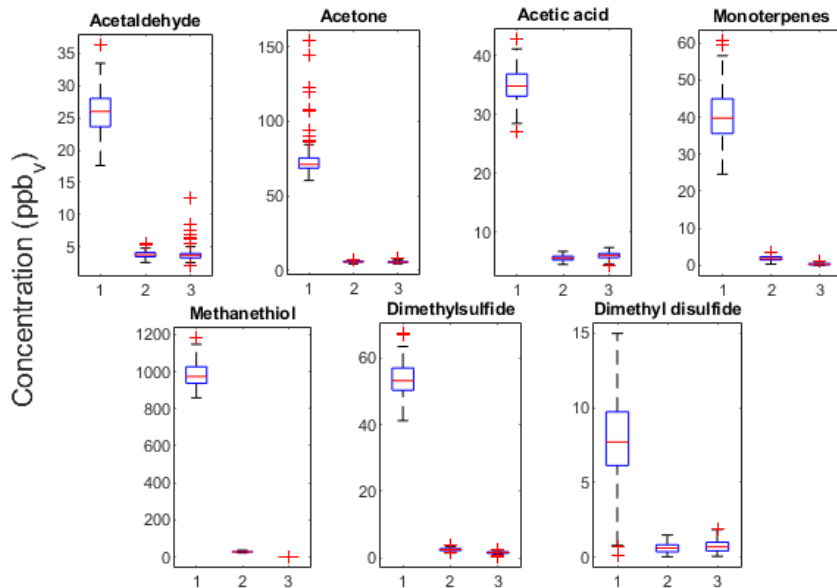 Concentration (ppbv)
Acetaldehyde
35
30
25
20
15
10
5
1 2 3
Acetone
150
100
50
0
1 2 3
Acetic acid
40
30
20
10
1 2 3
Monoterpenes
60
50
40
30
20
10
0
1 2 3
Methanethiol
1200
1000
800
600
400
200
0
1 2 3
Dimethylsulfide
60
40
20
0
1 2 3
Dimethyl disulfide
15
10
5
0
1 2 3